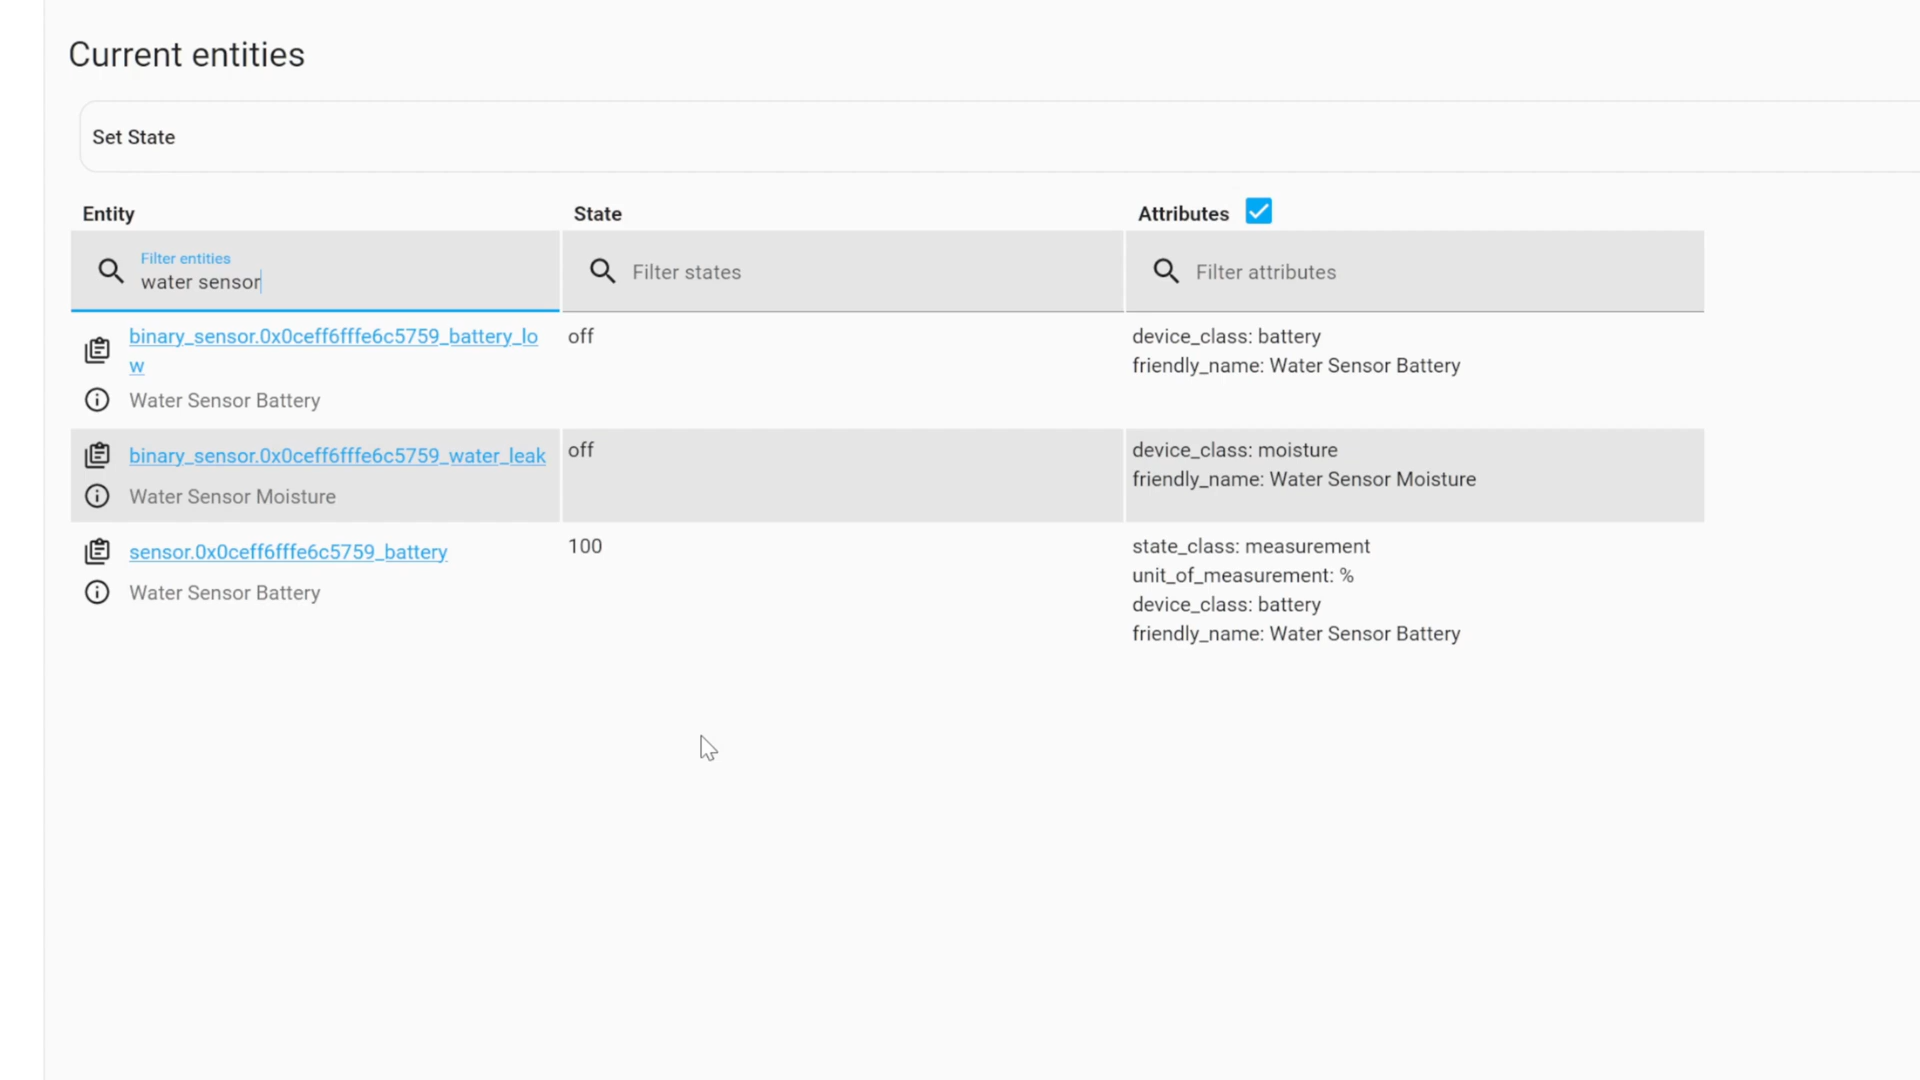 Current entities
Set State
Entity State Attributes
Filter entities
water sensor
Filter states
Filter attributes
binary_sensor.0x0ceff6fffe6c5759_battery_lo
w
Water Sensor Battery
off
device_class: battery
friendly_name: Water Sensor Battery
binary_sensor.0x0ceff6fffe6c5759_water_leak
Water Sensor Moisture
off
device_class: moisture
friendly_name: Water Sensor Moisture
sensor.0x0ceff6fffe6c5759_battery
Water Sensor Battery
100
state_class: measurement
unit_of_measurement: %
device_class: battery
friendly_name: Water Sensor Battery